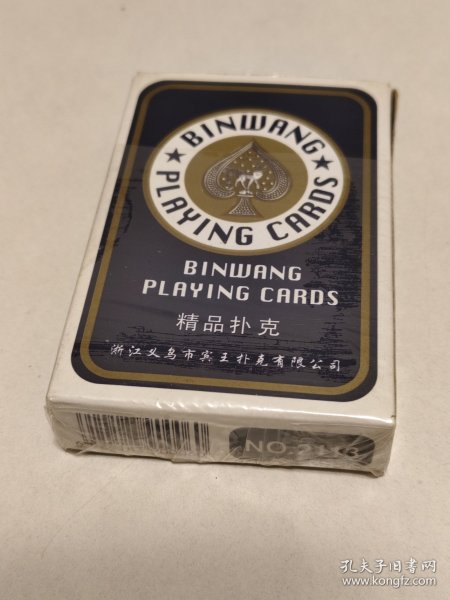 BINWANG
PLAYING CARDS
BINWANG
PLAYING CARDS
精品扑克
浙江义乌市宾王扑克有限公司
孔夫子旧书网
www.kongfz.com